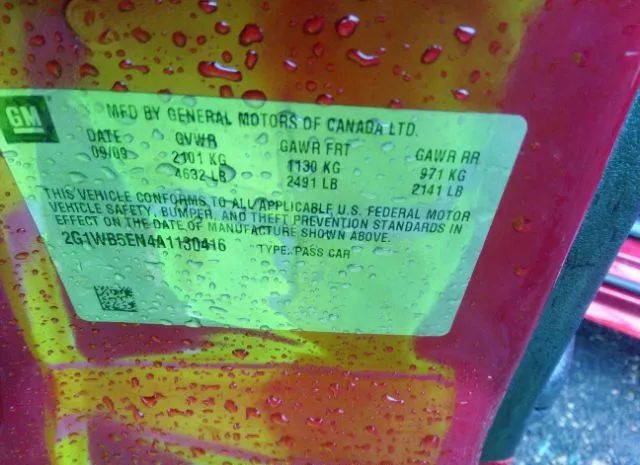 GM
MFD BY GENERAL MOTORS OF CANADA LTD.
DATE GVWR GAWR FRT GAWR RR
09/09 2101 KG 1130 KG 971 KG
4632 LB 2491 LB 2141 LB
THIS VEHICLE CONFORMS TO ALL APPLICABLE U.S. FEDERAL MOTOR
VEHICLE SAFETY, BUMPER, AND THEFT PREVENTION STANDARDS IN
EFFECT ON THE DATE OF MANUFACTURE SHOWN ABOVE.
2G1WB5EN4A1130416 TYPE: PASS CAR